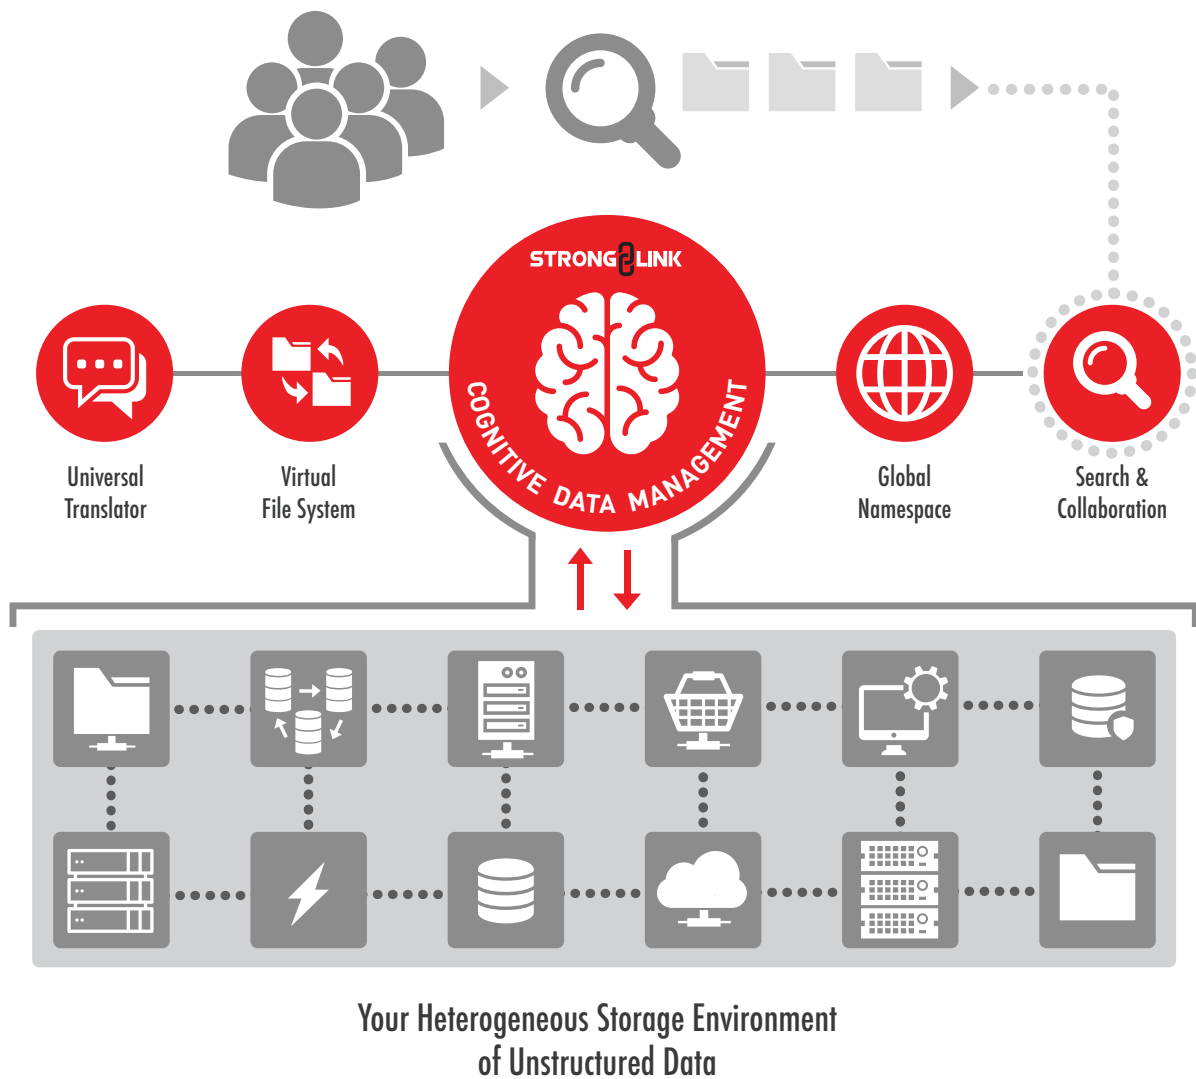 STRONGLINK
COGNITIVE DATA MANAGEMENT
Universal
Translator
Virtual
File System
Global
Namespace
Search &
Collaboration
Your Heterogeneous Storage Environment
of Unstructured Data